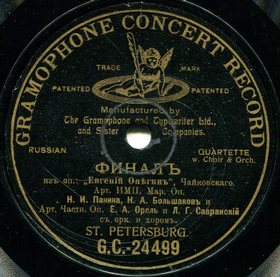 GRAMOPHONE CONCERT RECORD
TRADE MARK
PATENTED PATENTED
Manufactured by
The Gramophone and Typewriter Ltd.,
and Sister Companies.
RUSSIAN QUARTETTE
w. Choir & Orch.
ФИНАЛЪ
изъ оп.: „Евгеній Онѣгинъ", Чайковскаго.
Арт. ИМП. Мар. Оп.
Н. И. Панина, Н. А. Большаковъ и
Арт. Части. Оп. Е. А. Орель и Л. Г. Савранскій
съ орк. и хоромъ.
ST. PETERSBURG.
G.C.-24499